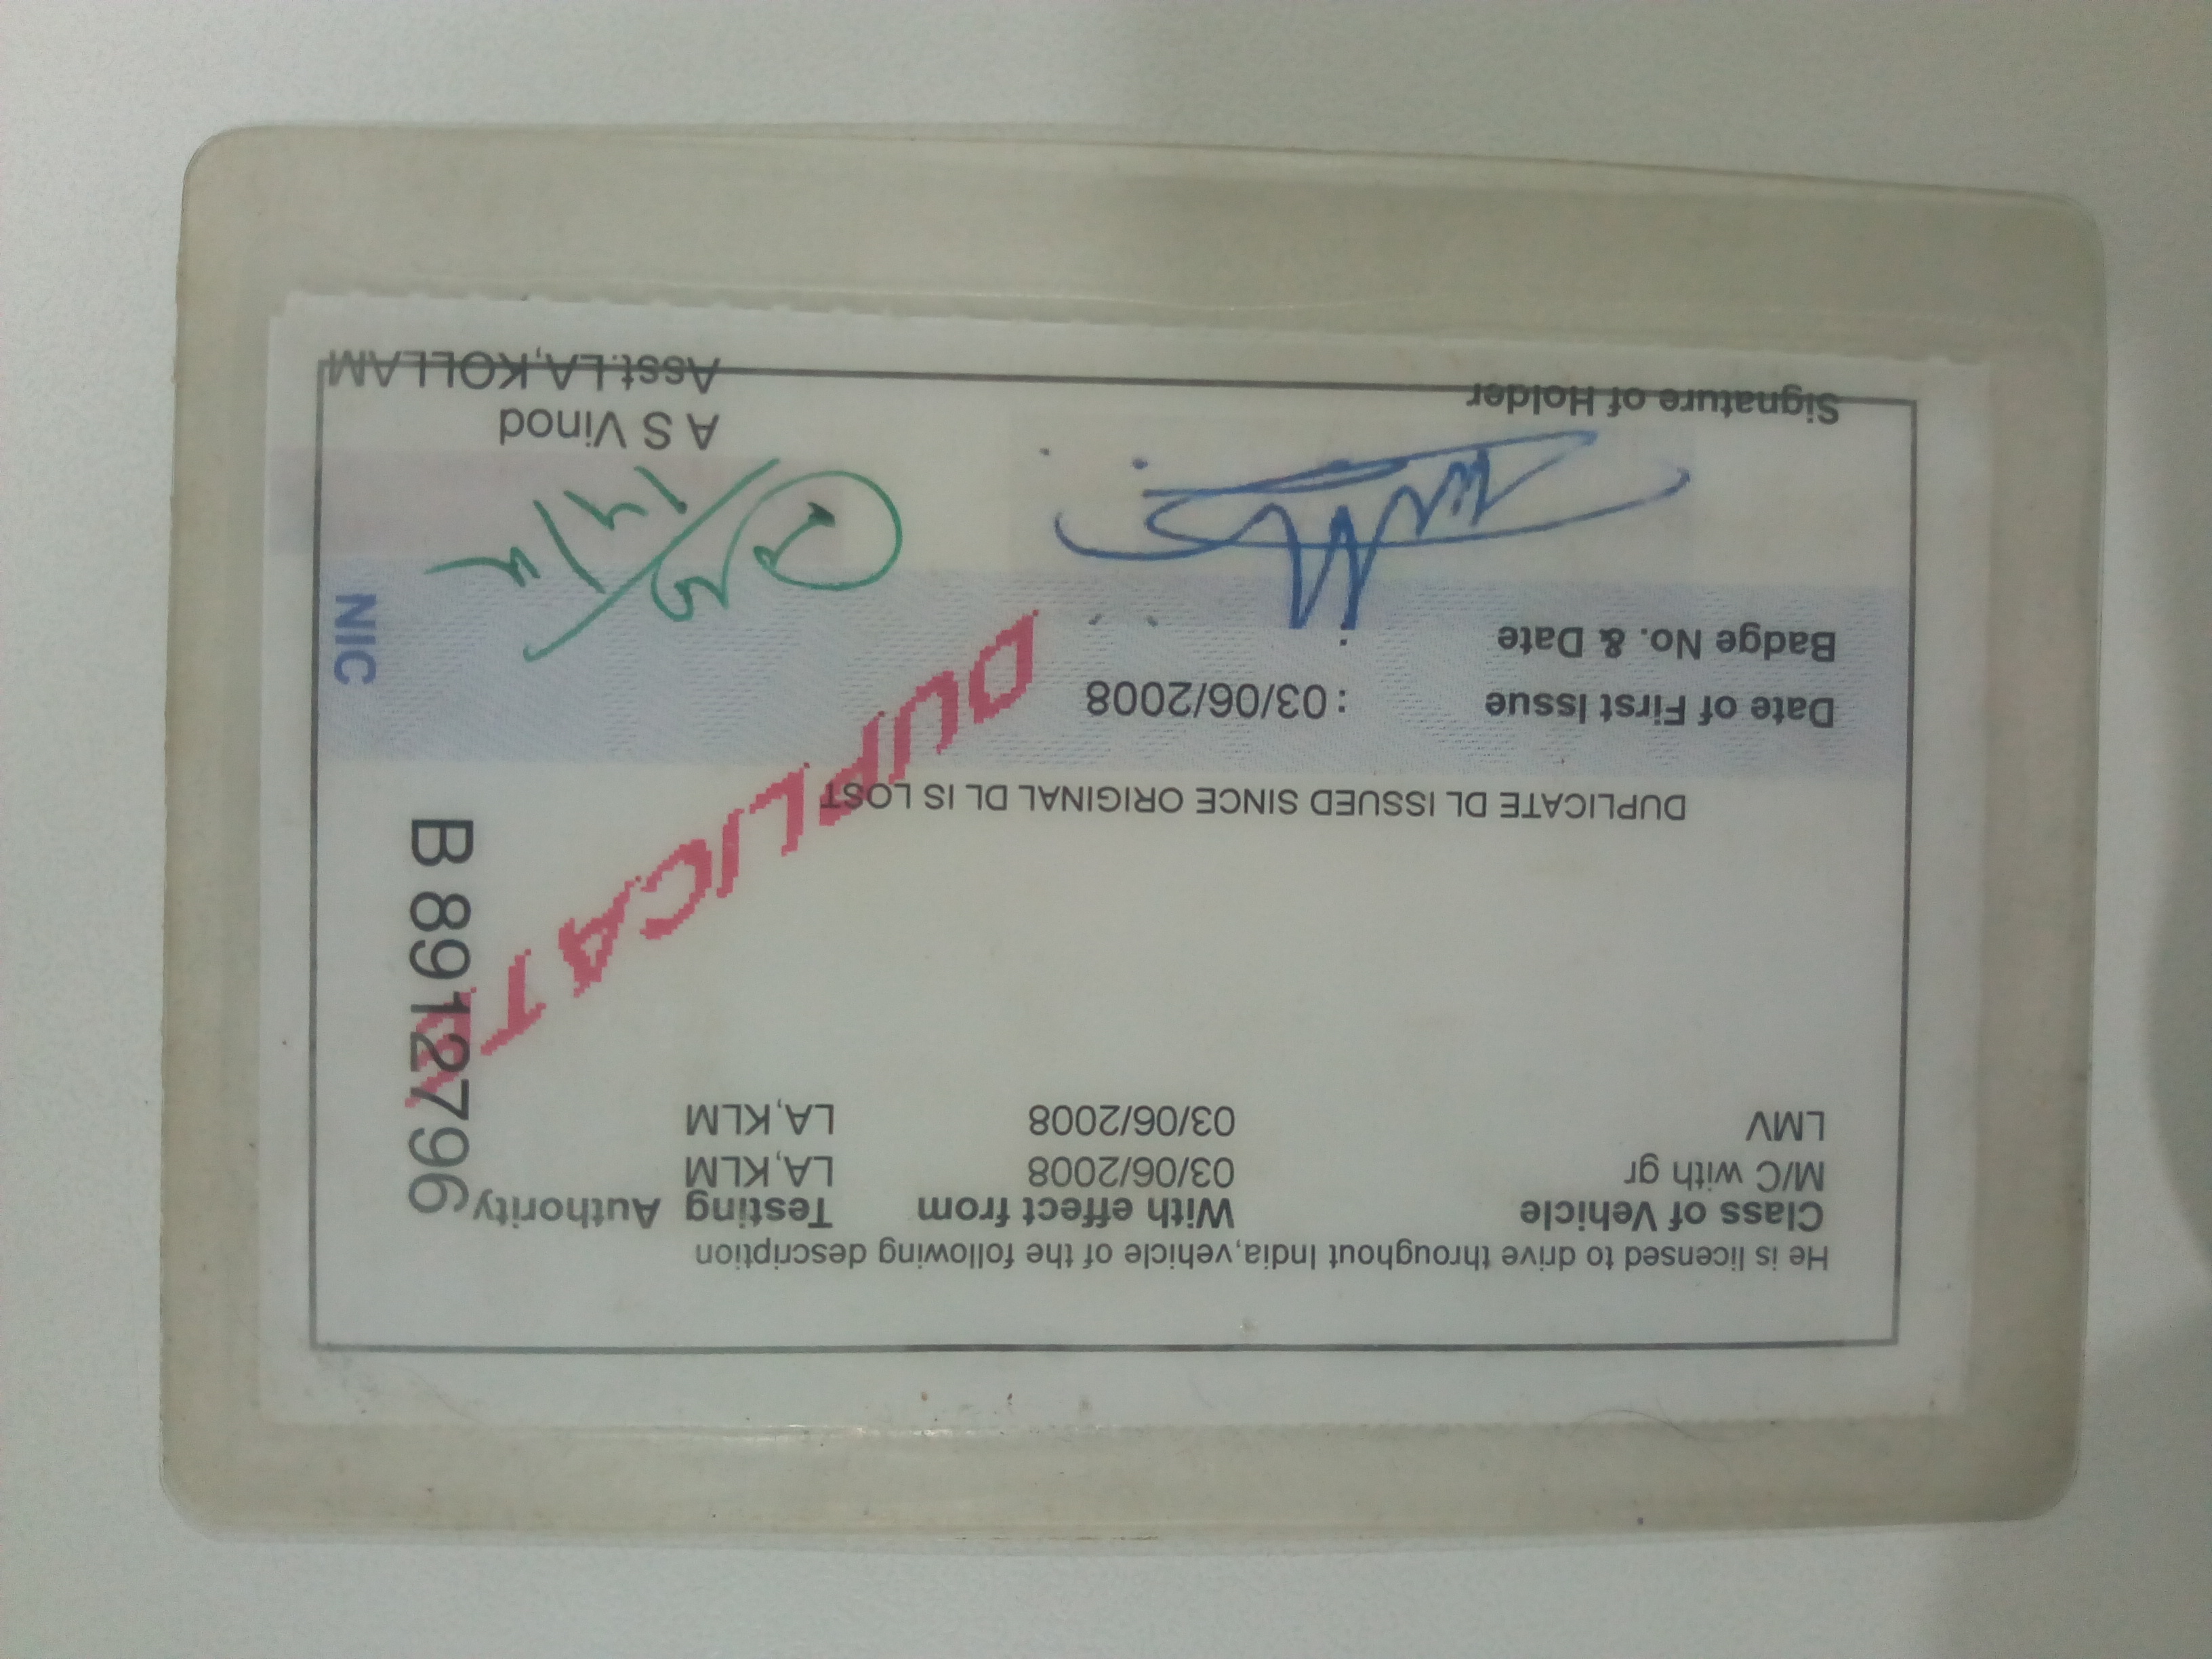 He is licensed to drive throughout India,vehicle of the following description
Class of Vehicle With effect from Testing Authority
M/C with gr 03/06/2008 LA,KLM
LMV 03/06/2008 LA,KLM
B 8912796
DUPLICATE
DUPLICATE DL ISSUED SINCE ORIGINAL DL IS LOST
Date of First Issue : 03/06/2008
Badge No. & Date :
NIC
A S Vinod
Signature of Holder Asst.LA,KOLLAM